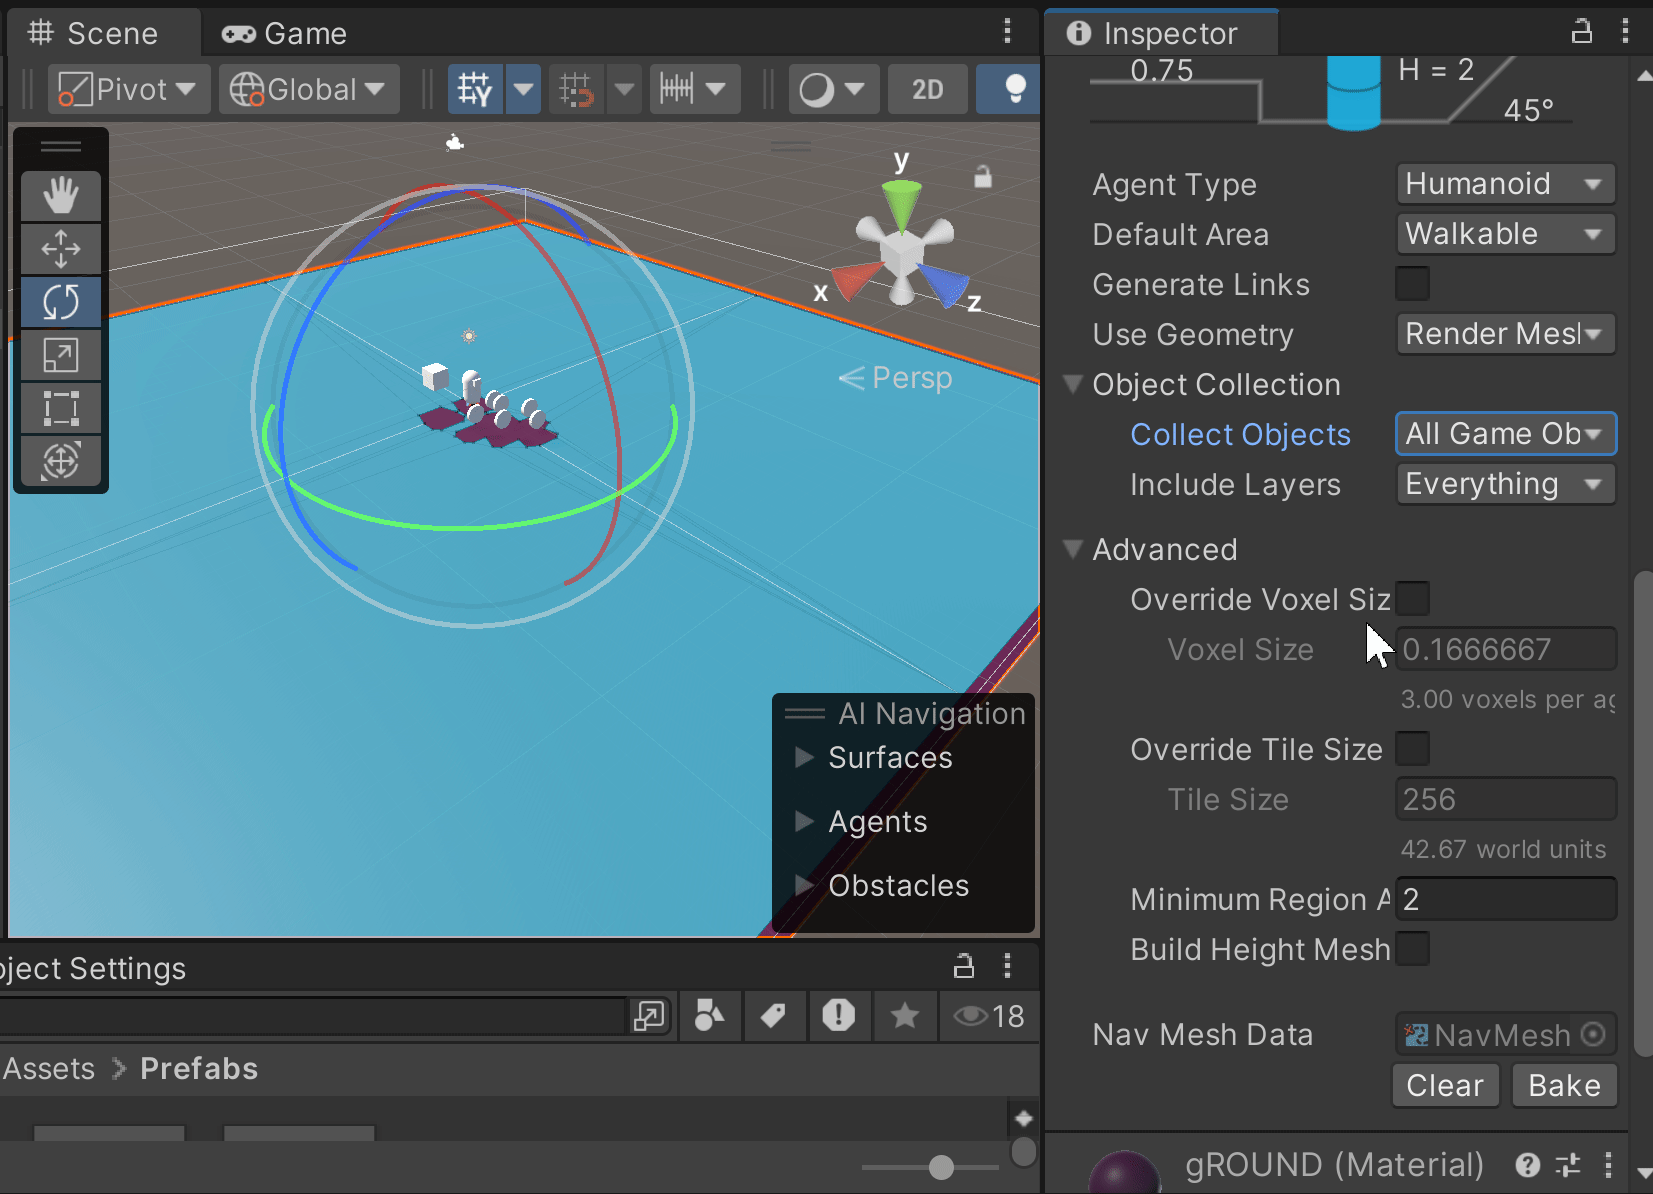 Scene
Game
Pivot
Global
2D
y
x
z
Persp
AI Navigation
Surfaces
Agents
Obstacles
oject Settings
18
Assets > Prefabs
Inspector
0.75
H = 2
45°
Agent Type
Humanoid
Default Area
Walkable
Generate Links
Use Geometry
Render Mesl
Object Collection
Collect Objects
All Game Ob
Include Layers
Everything
Advanced
Override Voxel Siz
Voxel Size
0.1666667
3.00 voxels per ag
Override Tile Size
Tile Size
256
42.67 world units
Minimum Region A
2
Build Height Mesh
Nav Mesh Data
NavMesh
Clear
Bake
gROUND (Material)